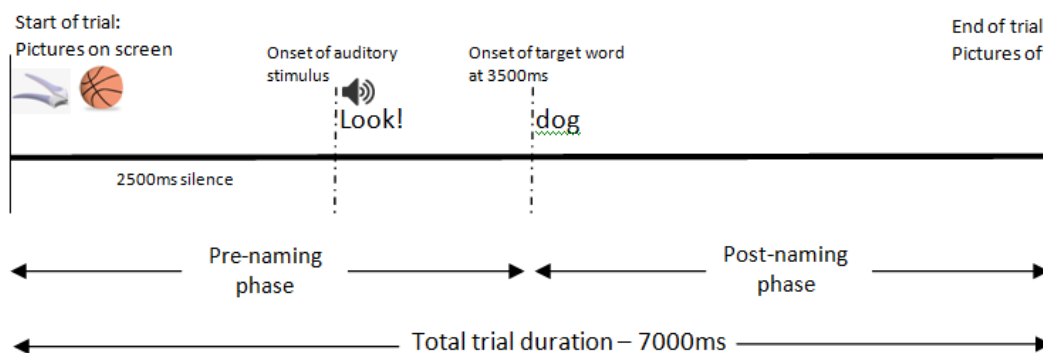 Start of trial:
Pictures on screen
Onset of auditory
stimulus
Onset of target word
at 3500ms
End of trial
Pictures of
Look!
dog
2500ms silence
Pre-naming
phase
Post-naming
phase
Total trial duration – 7000ms